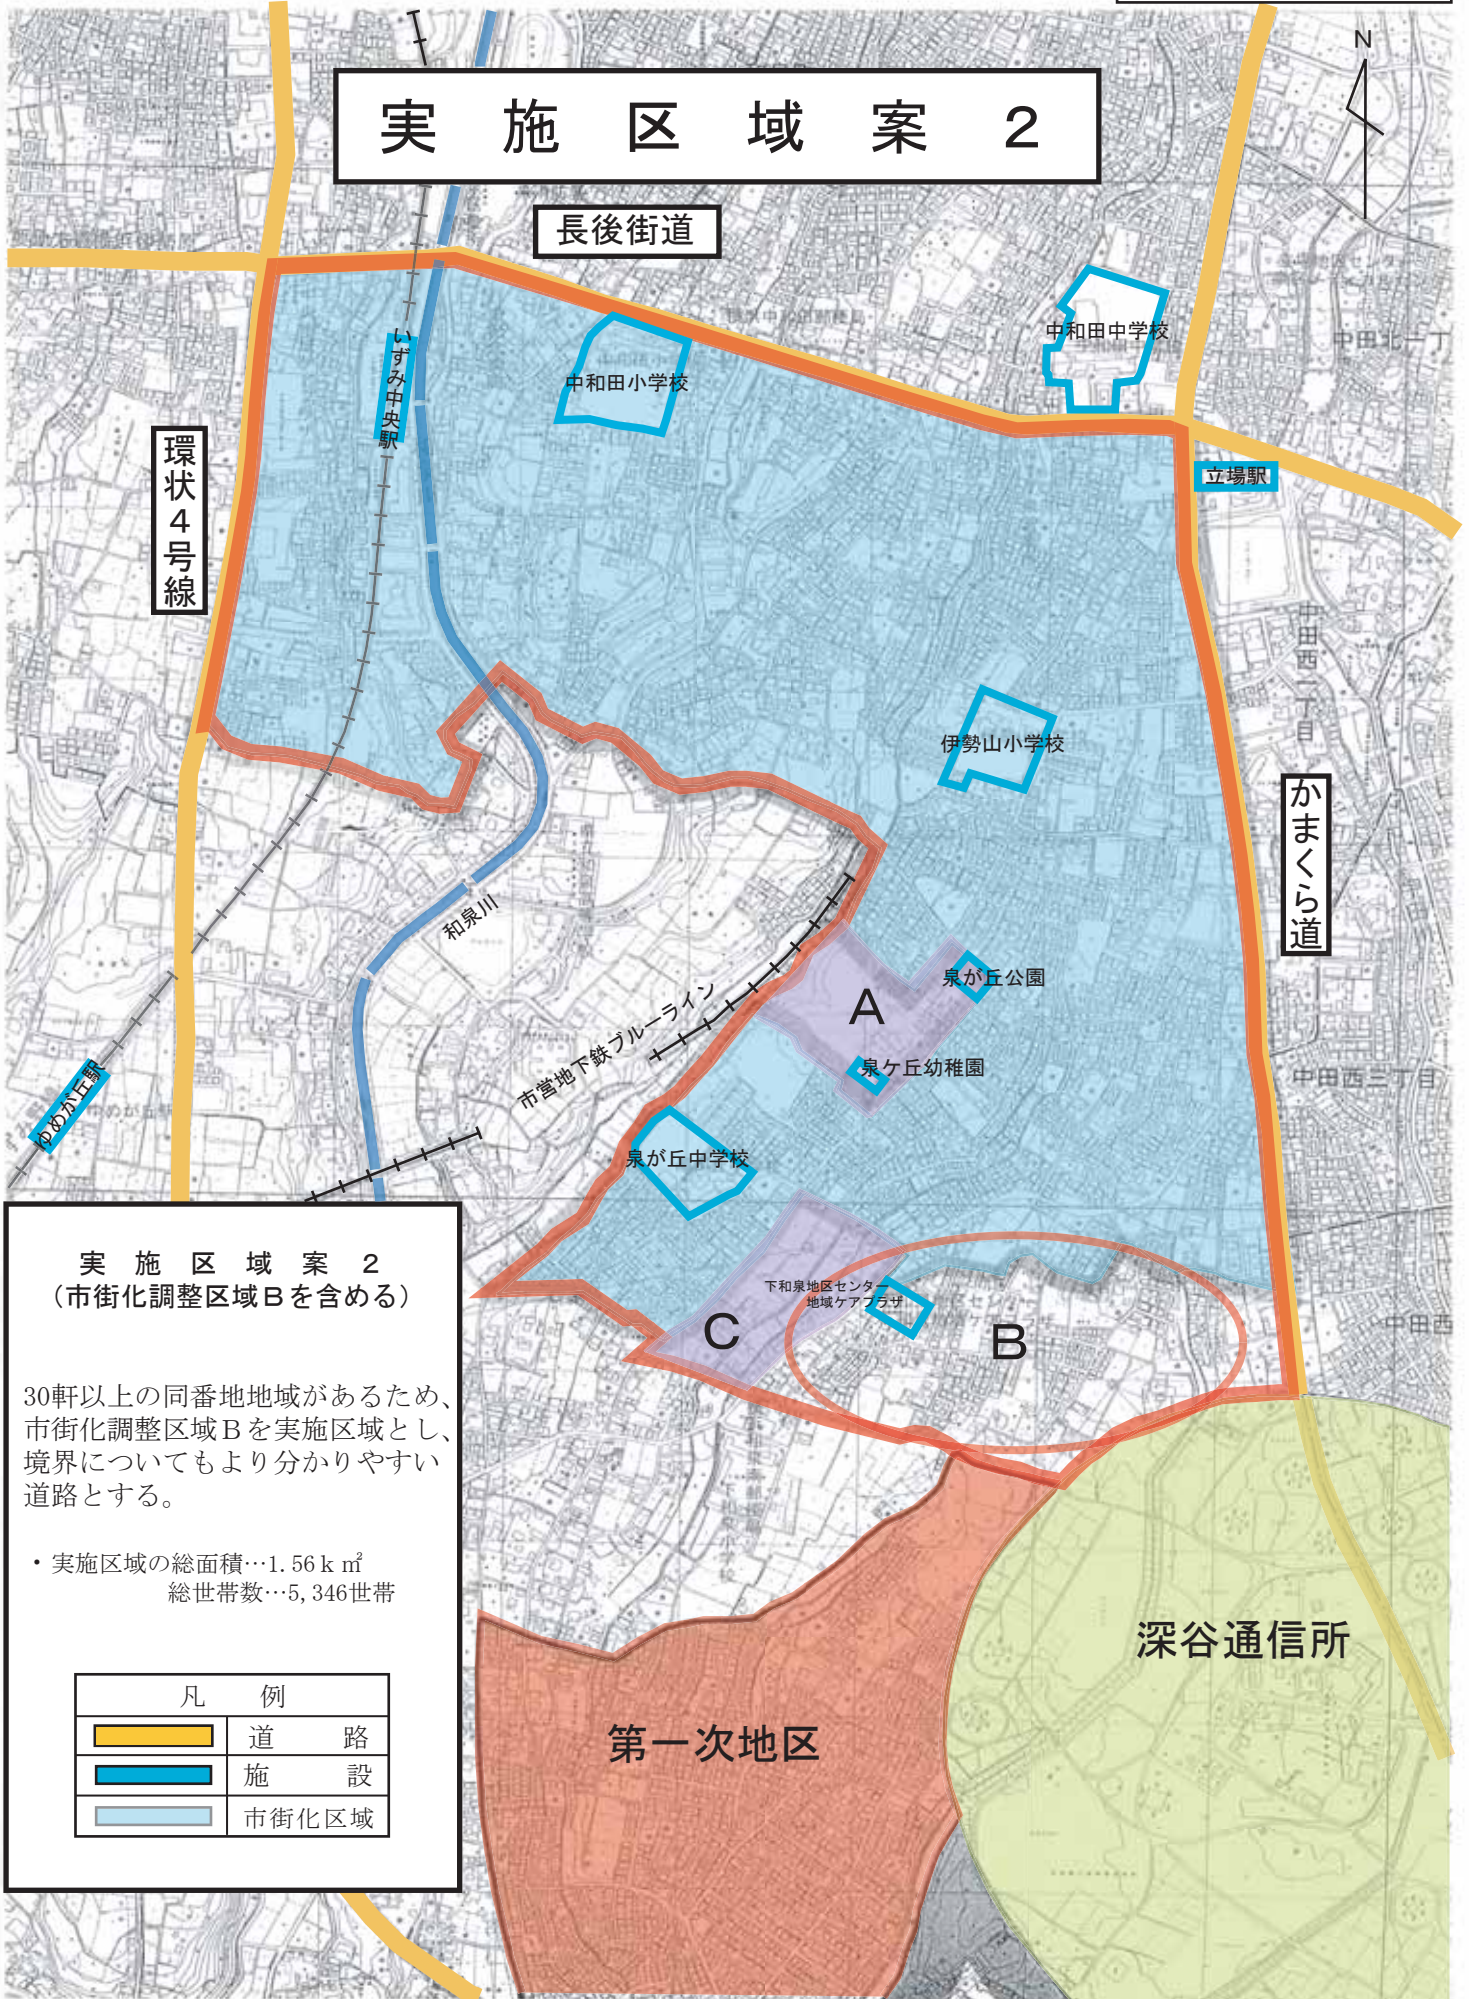 実施区域案２
N
長後街道
中和田中学校
中田北一丁
いずみ中央駅
中和田小学校
環状４号線
立場駅
中田西一丁目
伊勢山小学校
かまくら道
和泉川
泉が丘公園
A
市営地下鉄ブルーライン
泉ケ丘幼稚園
中田西三丁目
ゆめが丘駅
泉が丘中学校
下和泉地区センター
地域ケアプラザ
C
B
中田西
実施区域案２
（市街化調整区域Ｂを含める）
30軒以上の同番地地域があるため、
市街化調整区域Ｂを実施区域とし、
境界についてもより分かりやすい
道路とする。
・実施区域の総面積…1.56ｋ㎡
総世帯数…5,346世帯
凡例
道路
施設
市街化区域
深谷通信所
第一次地区